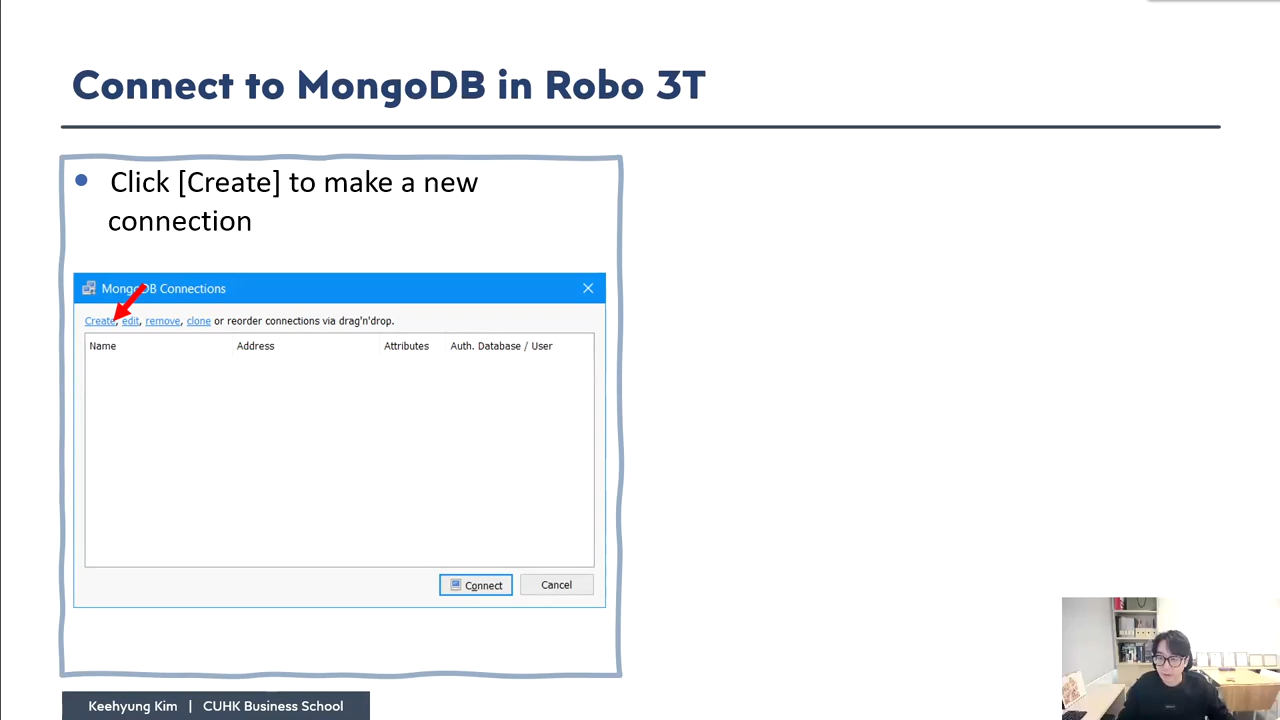 Connect to MongoDB in Robo 3T
• Click [Create] to make a new
connection
MongoDB Connections
Create, edit, remove, clone or reorder connections via drag'n'drop.
Name Address Attributes Auth. Database / User
Connect Cancel
Keehyung Kim | CUHK Business School